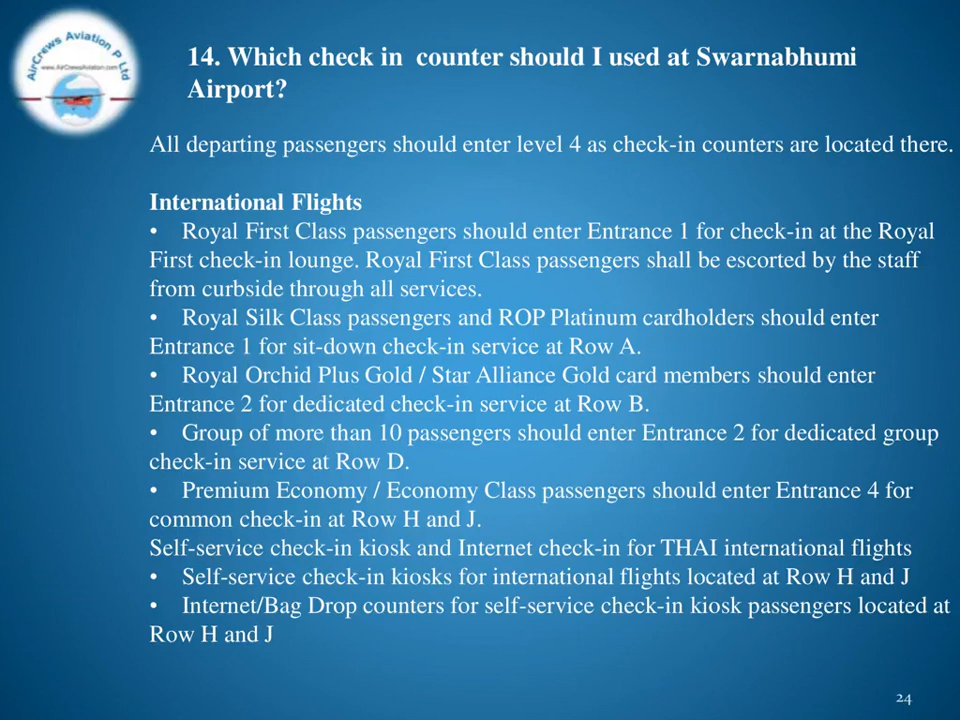 AirCrews Aviation P Ltd
www.AirCrewsAviation.com
14. Which check in  counter should I used at Swarnabhumi
Airport?
All departing passengers should enter level 4 as check-in counters are located there.
International Flights
• Royal First Class passengers should enter Entrance 1 for check-in at the Royal
First check-in lounge. Royal First Class passengers shall be escorted by the staff
from curbside through all services.
• Royal Silk Class passengers and ROP Platinum cardholders should enter
Entrance 1 for sit-down check-in service at Row A.
• Royal Orchid Plus Gold / Star Alliance Gold card members should enter
Entrance 2 for dedicated check-in service at Row B.
• Group of more than 10 passengers should enter Entrance 2 for dedicated group
check-in service at Row D.
• Premium Economy / Economy Class passengers should enter Entrance 4 for
common check-in at Row H and J.
Self-service check-in kiosk and Internet check-in for THAI international flights
• Self-service check-in kiosks for international flights located at Row H and J
• Internet/Bag Drop counters for self-service check-in kiosk passengers located at
Row H and J
24